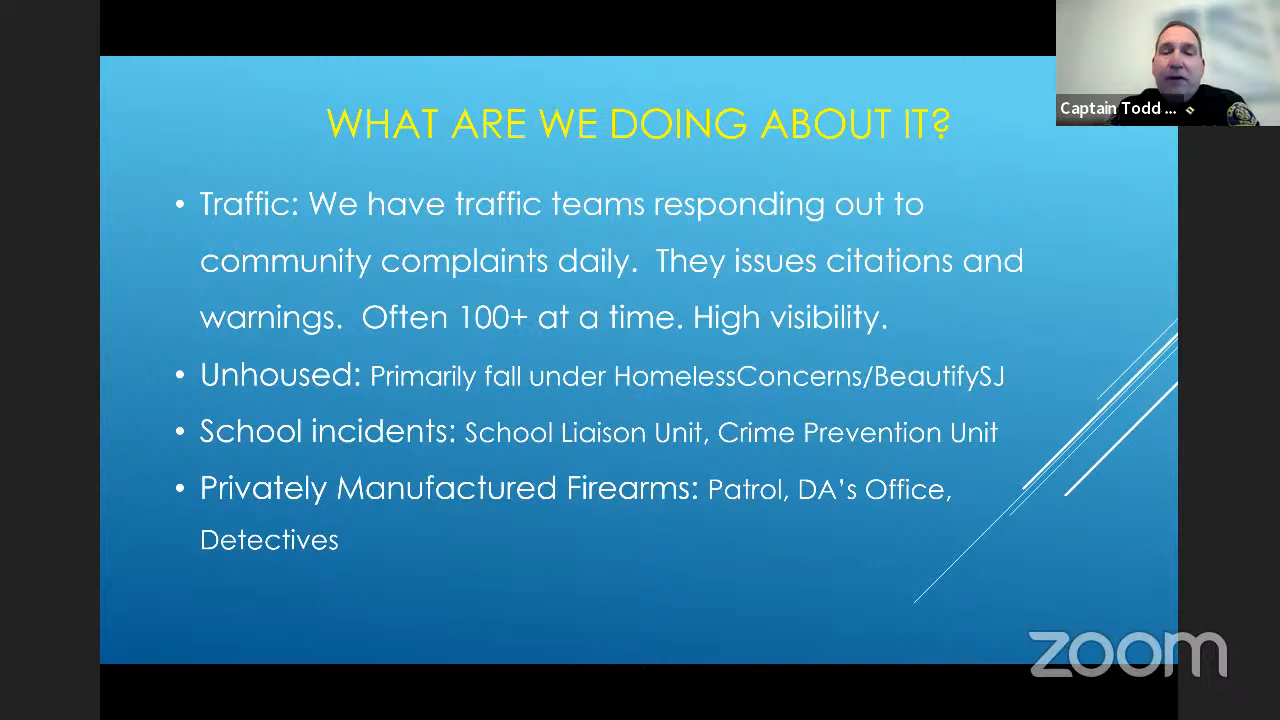 Captain Todd ...
WHAT ARE WE DOING ABOUT IT?
• Traffic: We have traffic teams responding out to
community complaints daily.  They issues citations and
warnings.  Often 100+ at a time. High visibility.
• Unhoused: Primarily fall under HomelessConcerns/BeautifySJ
• School incidents: School Liaison Unit, Crime Prevention Unit
• Privately Manufactured Firearms: Patrol, DA's Office,
Detectives
zoom